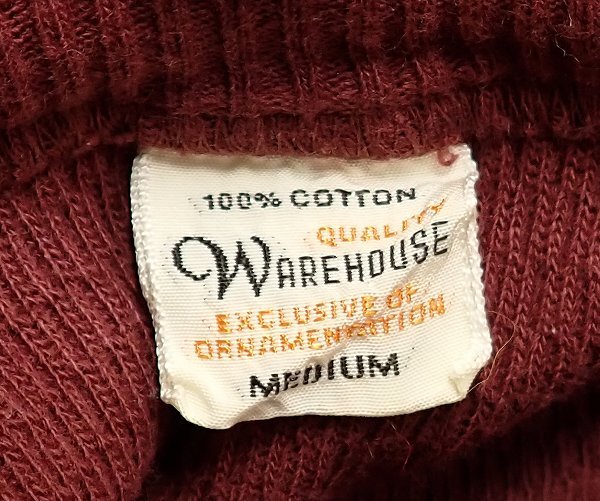 100% COTTON
QUALITY
WAREHOUSE
EXCLUSIVE OF
ORNAMENTATION
MEDIUM